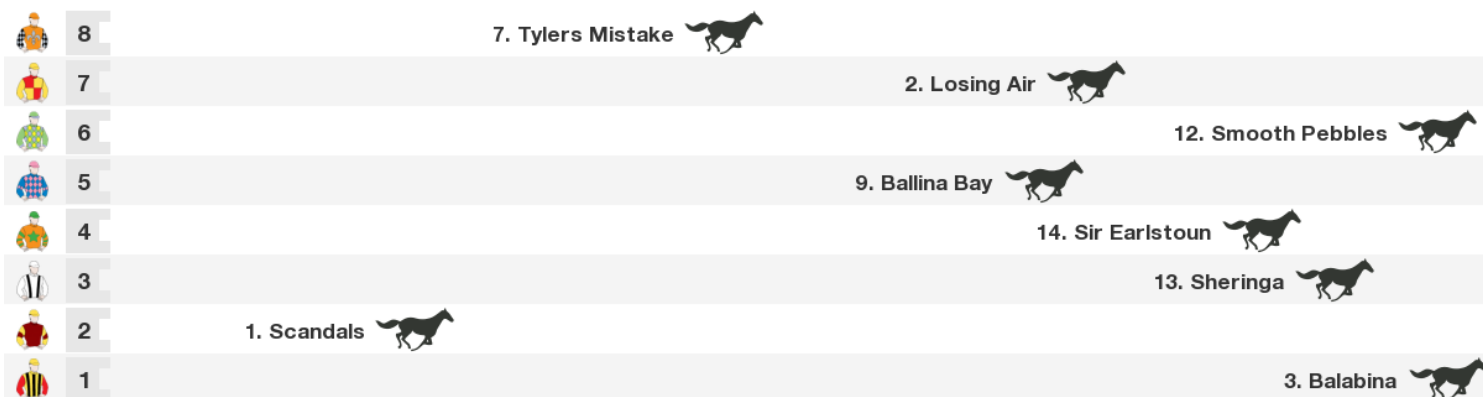 8 7. Tylers Mistake
7 2. Losing Air
6 12. Smooth Pebbles
5 9. Ballina Bay
4 14. Sir Earlstoun
3 13. Sheringa
2 1. Scandals
1 3. Balabina